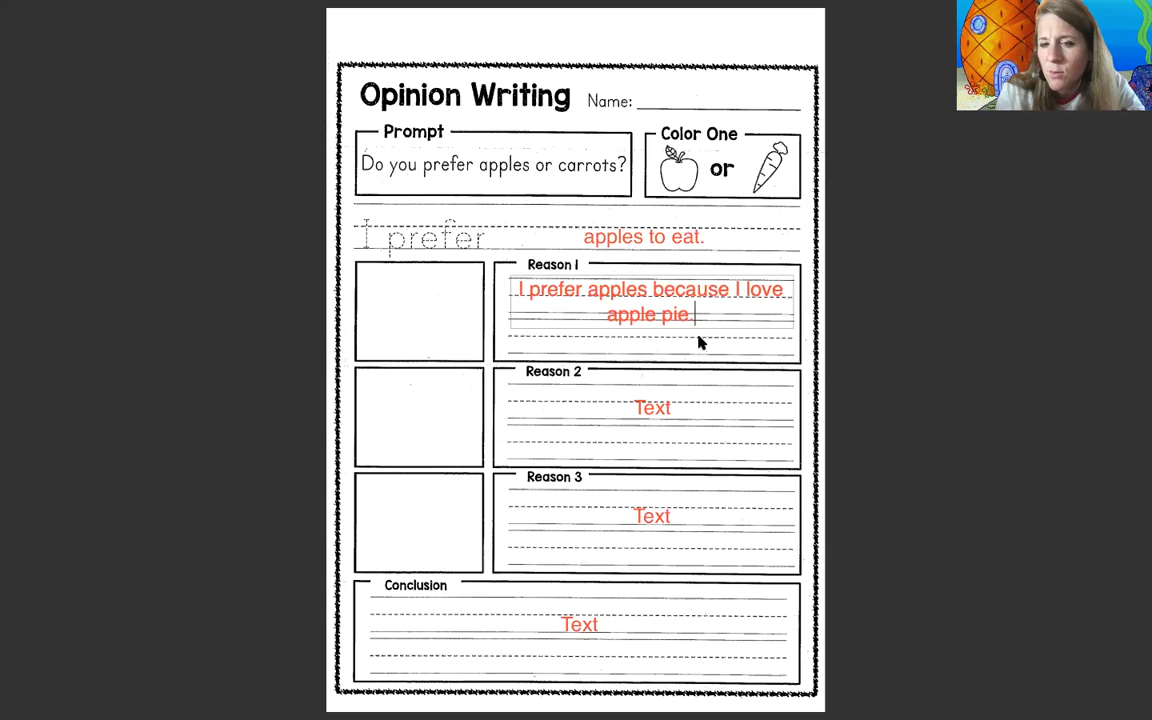 Opinion Writing Name:
Prompt
Color One
Do you prefer apples or carrots?
or
I prefer apples to eat.
Reason 1
I prefer apples because I love
apple pie.
Reason 2
Text
Reason 3
Text
Conclusion
Text